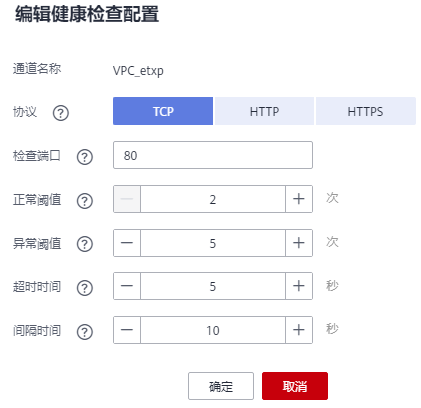 编辑健康检查配置
通道名称 VPC_etxp
协议 ? TCP HTTP HTTPS
检查端口 ? 80
正常阈值 ? — 2 + 次
异常阈值 ? — 5 + 次
超时时间 ? — 5 + 秒
间隔时间 ? — 10 + 秒
确定 取消